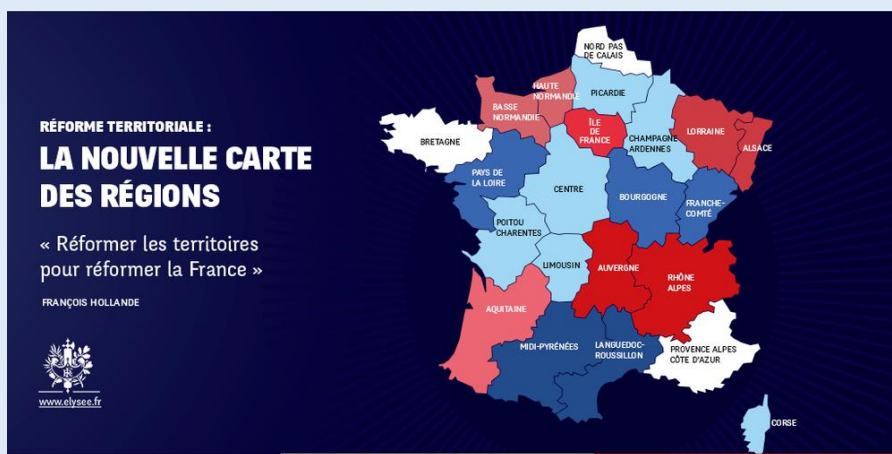 RÉFORME TERRITORIALE :
LA NOUVELLE CARTE
DES RÉGIONS
« Réformer les territoires
pour réformer la France »
FRANÇOIS HOLLANDE
www.elysee.fr
NORD PAS
DE CALAIS
PICARDIE
HAUTE
NORMANDIE
BASSE
NORMANDIE
ÎLE
DE
FRANCE
CHAMPAGNE
ARDENNES
LORRAINE
ALSACE
BRETAGNE
PAYS DE
LA LOIRE
CENTRE
BOURGOGNE
FRANCHE-
COMTÉ
POITOU
CHARENTES
LIMOUSIN
AUVERGNE
RHÔNE
ALPES
AQUITAINE
MIDI-PYRÉNÉES
LANGUEDOC-
ROUSSILLON
PROVENCE ALPES
CÔTE D'AZUR
CORSE